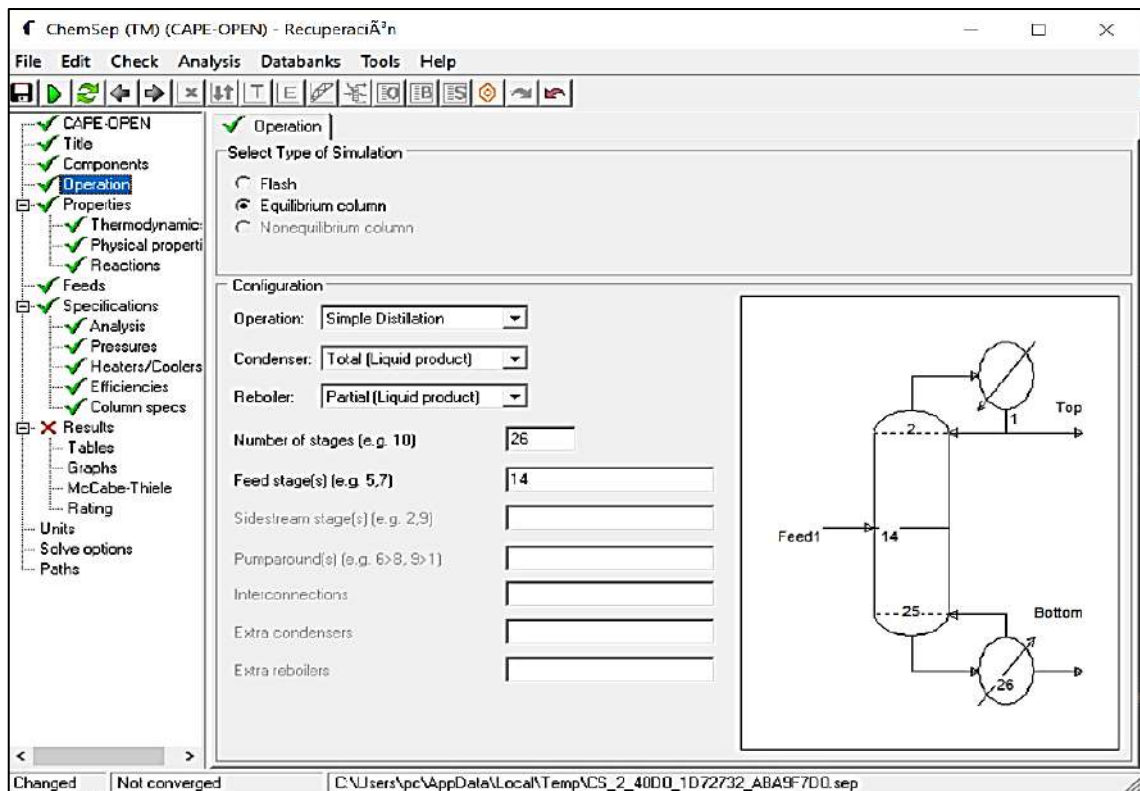 ChemSep (TM) (CAPE-OPEN) - RecuperaciÃ³n
File Edit Check Analysis Databanks Tools Help
CAPE-OPEN
Title
Components
Operation
Properties
Thermodynamic:
Physical properti
Reactions
Feeds
Specifications
Analysis
Pressures
Heaters/Coolers
Efficiencies
Column specs
Results
Tables
Graphs
McCabe-Thiele
Rating
Units
Solve options
Paths
Operation
Select Type of Simulation
Flash
Equilibrium column
Nonequilibrium column
Configuration
Operation: Simple Distillation
Condenser: Total (Liquid product)
Reboiler: Partial (Liquid product)
Number of stages (e.g. 10) 26
Feed stage(s) (e.g. 5,7) 14
Sidestream stage(s) (e.g. 2,9)
Pumparound(s) (e.g. 6>8, 9>1)
Interconnections
Extra condensers
Extra reboilers
1
Top
2
Feed1
14
25
Bottom
26
Changed Not converged C:\Users\pc\AppData\Local\Temp\CS_2_40D0_1D72732_ABA9F7D0.sep